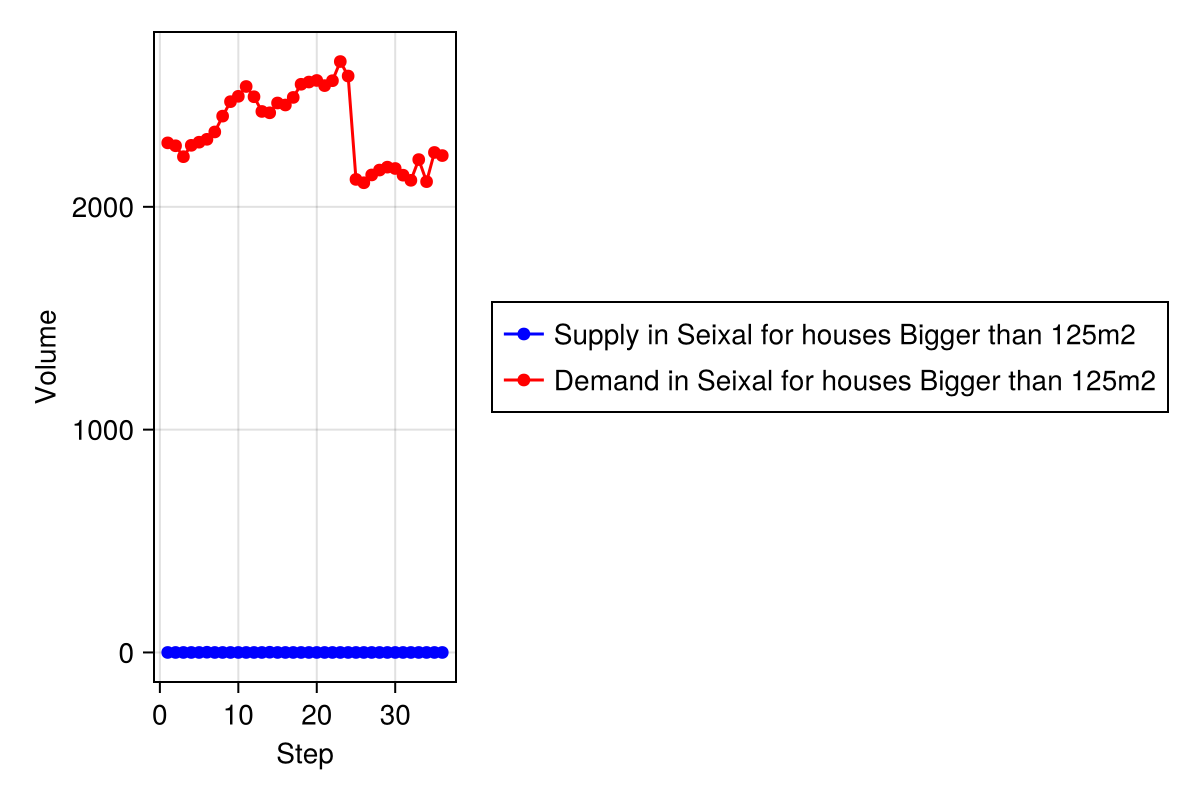 Volume
2000
1000
0
0 10 20 30
Step
Supply in Seixal for houses Bigger than 125m2
Demand in Seixal for houses Bigger than 125m2